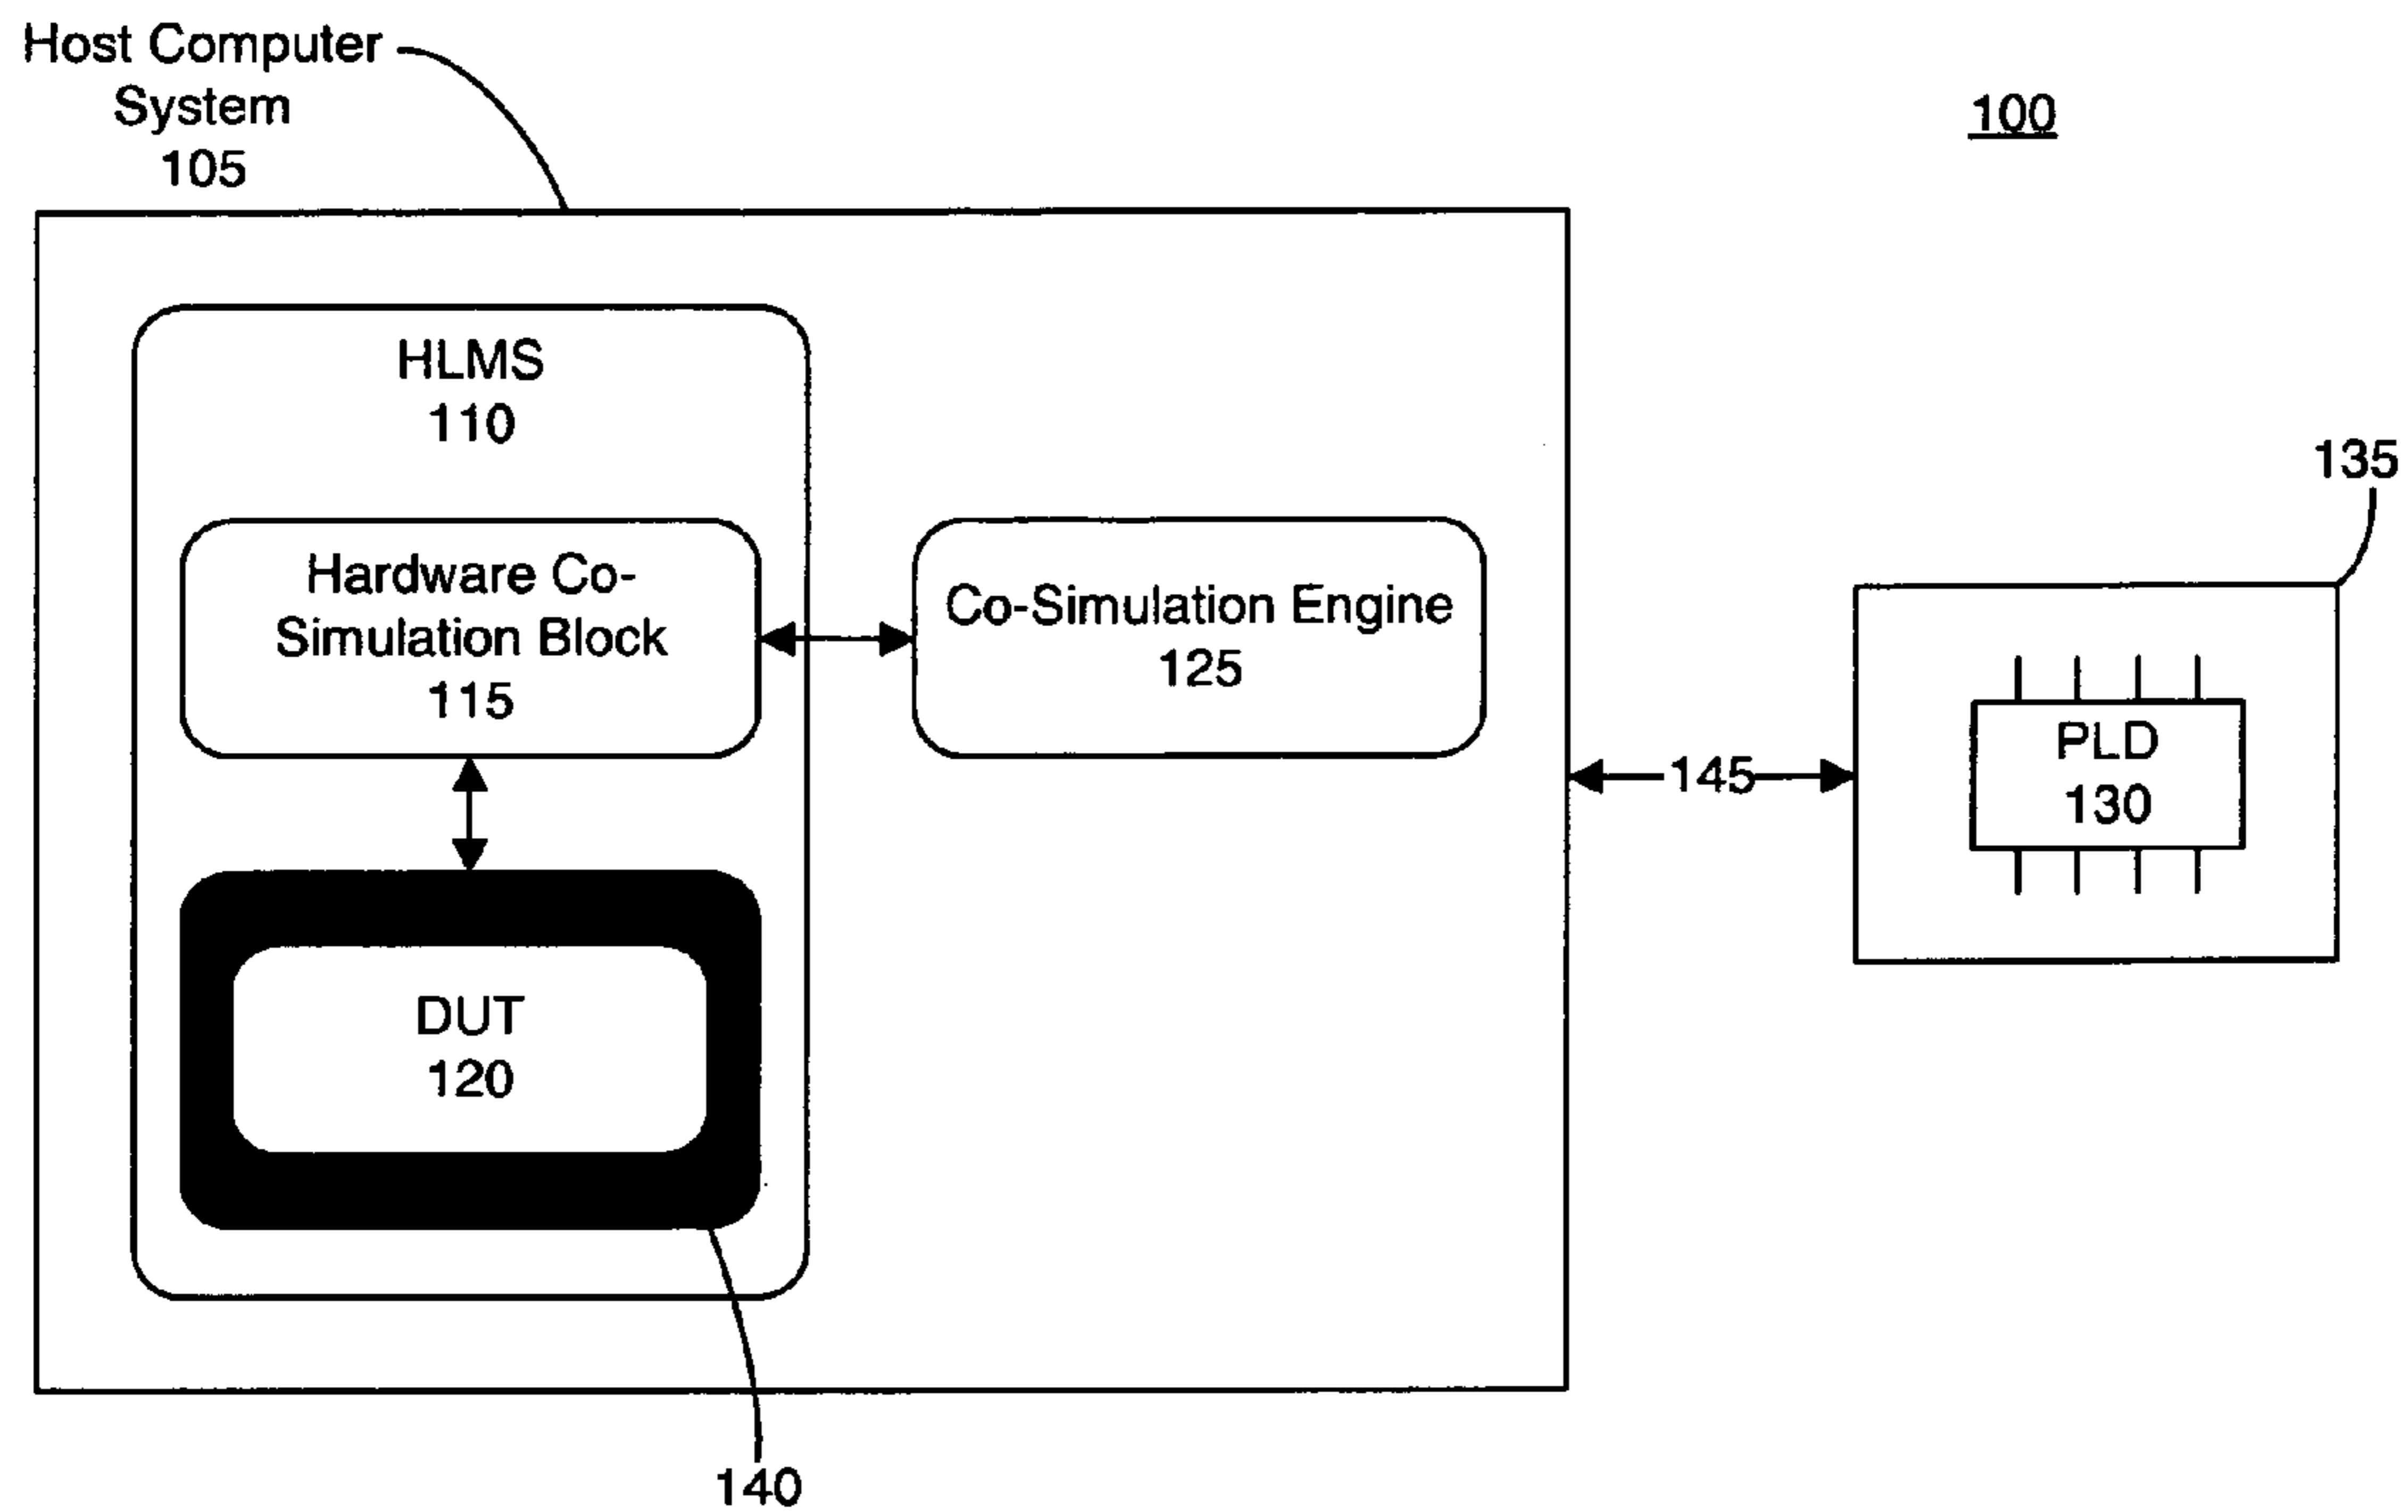 Host Computer
System
105
100
HLMS
110
135
Hardware Co-
Simulation Block
115
Co-Simulation Engine
125
145
PLD
130
DUT
120
140